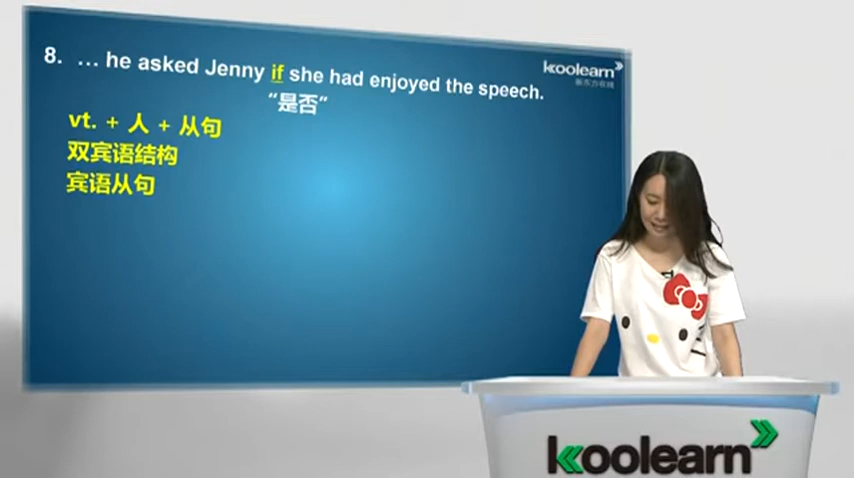 8. ... he asked Jenny if she had enjoyed the speech.
“是否“
vt. + 人 + 从句
双宾语结构
宾语从句
koolearn
新东方在线
koolearn